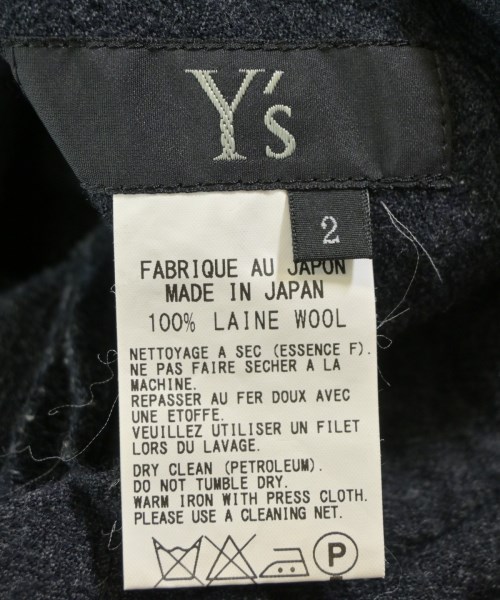 Y's
2
FABRIQUE AU JAPON
MADE IN JAPAN
100% LAINE WOOL
NETTOYAGE A SEC (ESSENCE F).
NE PAS FAIRE SECHER A LA
MACHINE.
REPASSER AU FER DOUX AVEC
UNE ETOFFE.
VEUILLEZ UTILISER UN FILET
LORS DU LAVAGE.
DRY CLEAN (PETROLEUM).
DO NOT TUMBLE DRY.
WARM IRON WITH PRESS CLOTH.
PLEASE USE A CLEANING NET.
P